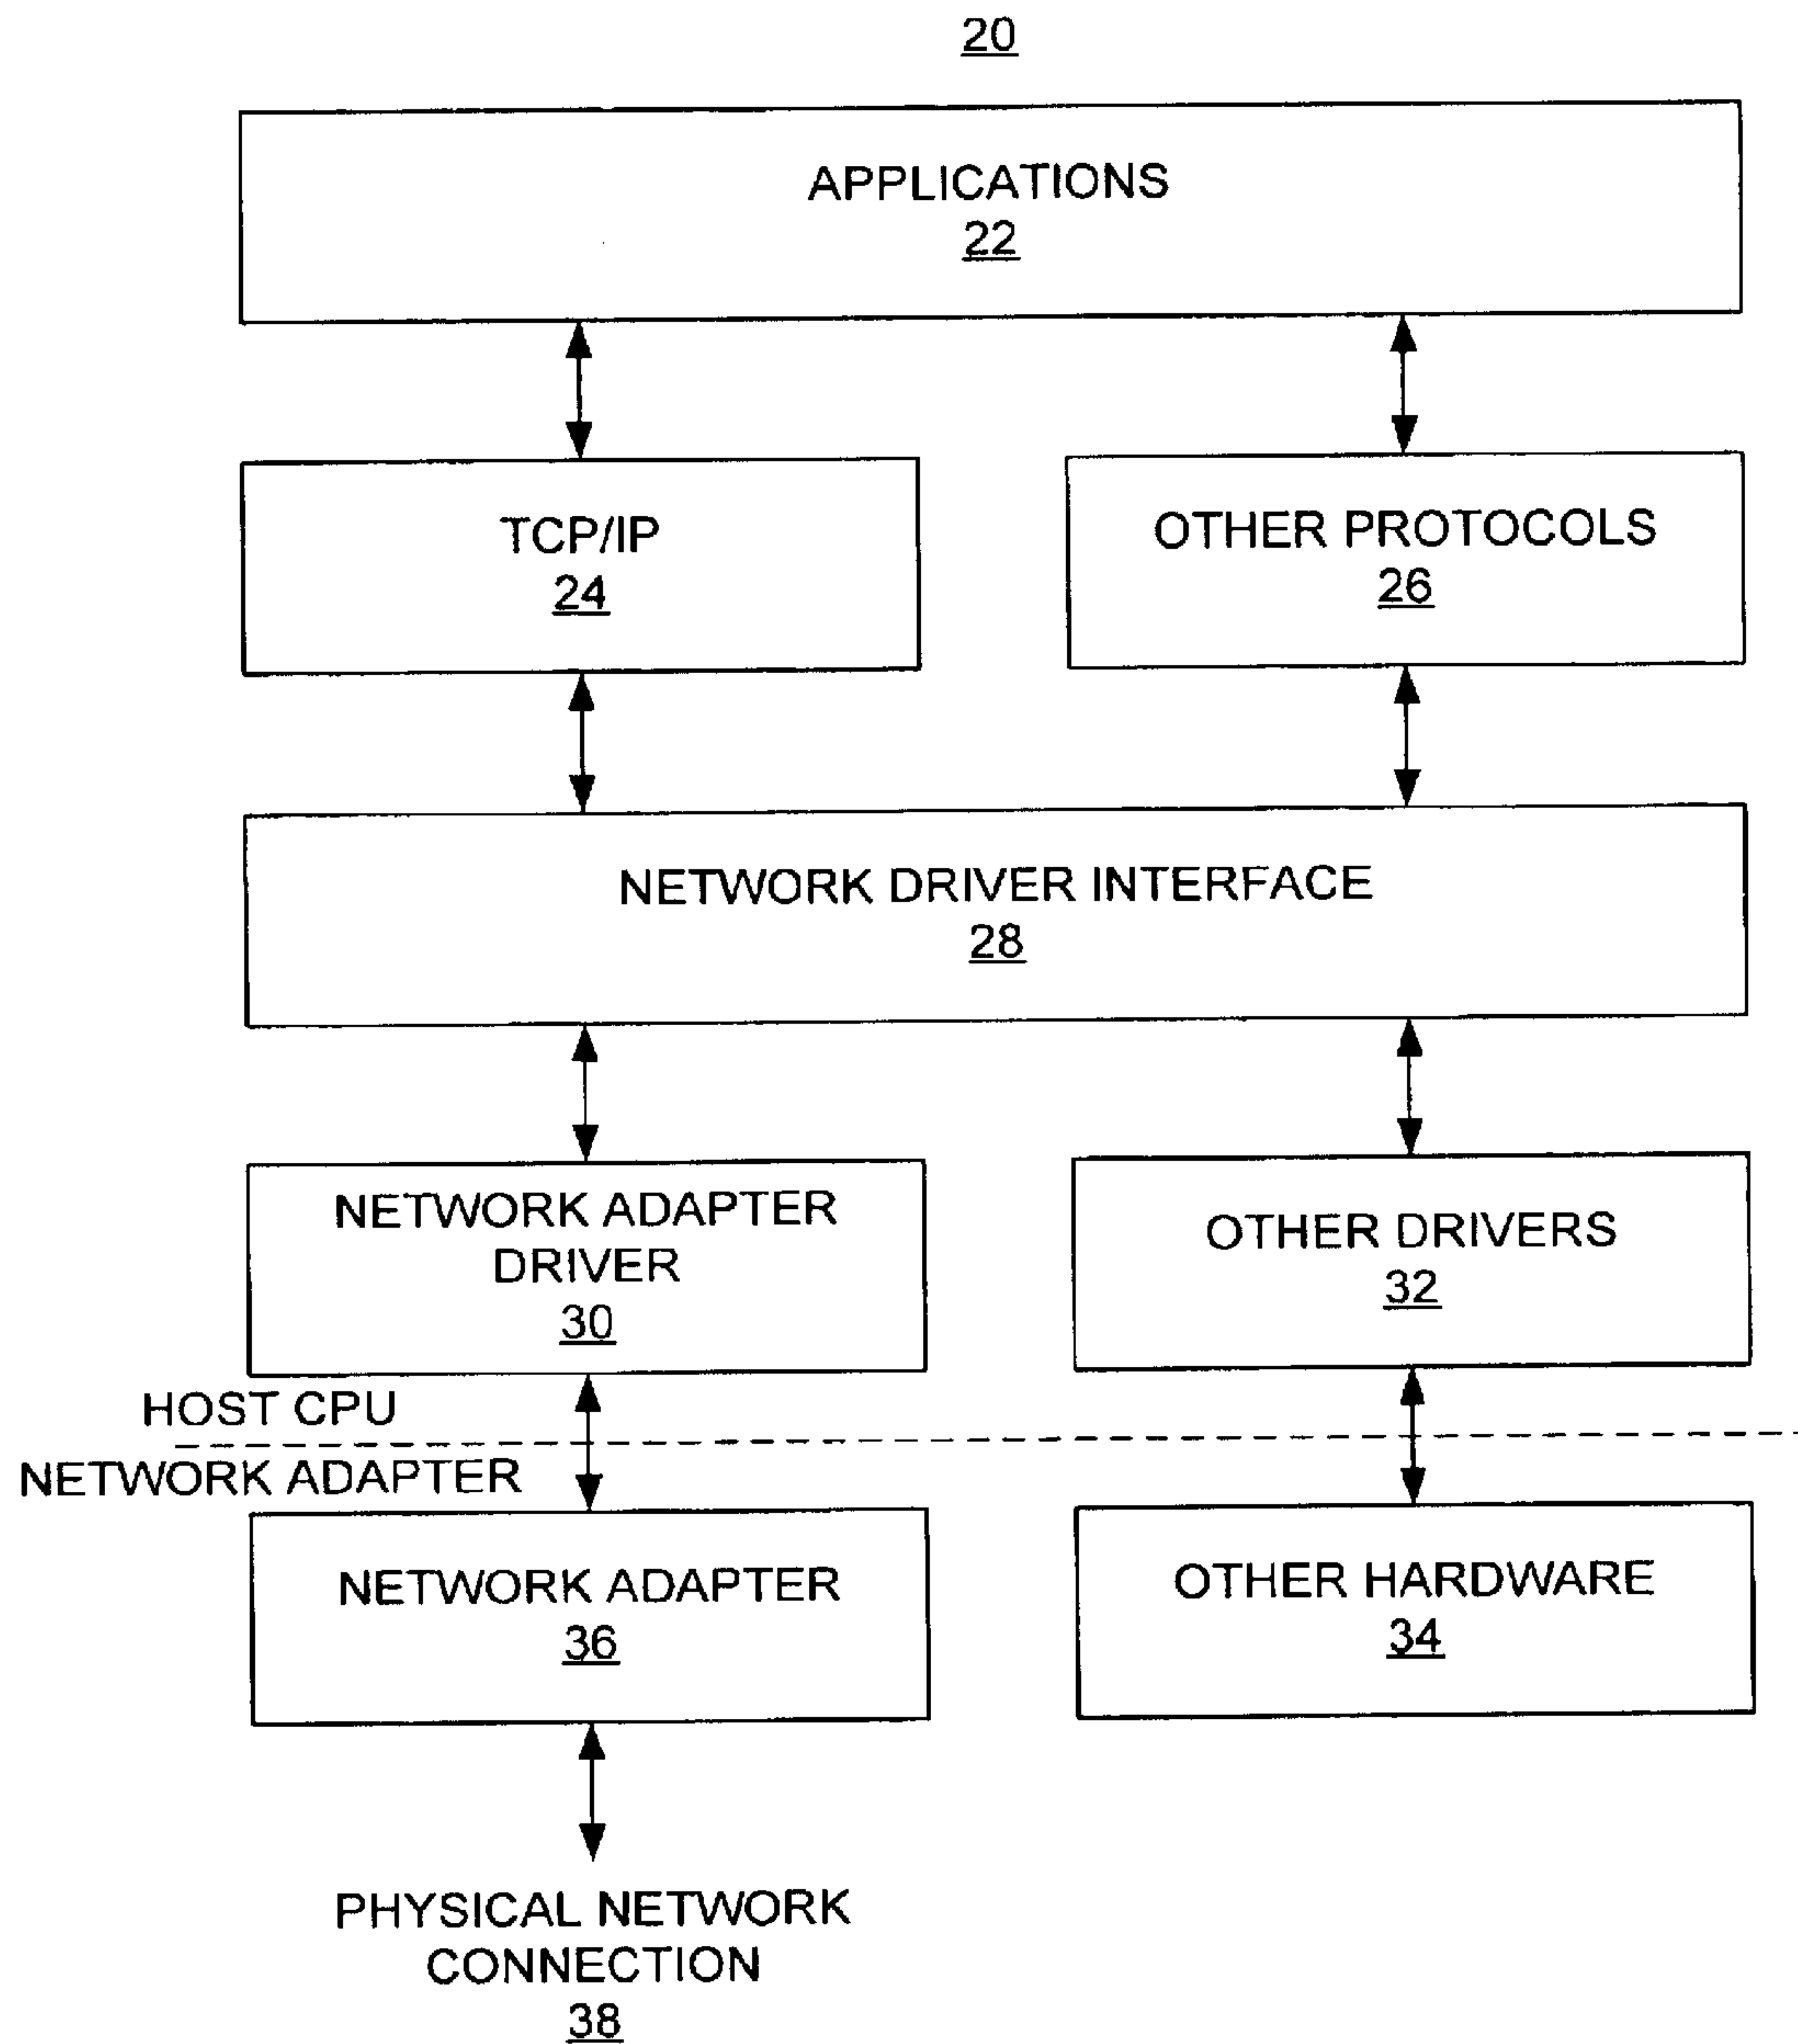 20
APPLICATIONS
22
TCP/IP
24
OTHER PROTOCOLS
26
NETWORK DRIVER INTERFACE
28
NETWORK ADAPTER
DRIVER
30
OTHER DRIVERS
32
HOST CPU
NETWORK ADAPTER
NETWORK ADAPTER
36
OTHER HARDWARE
34
PHYSICAL NETWORK
CONNECTION
38